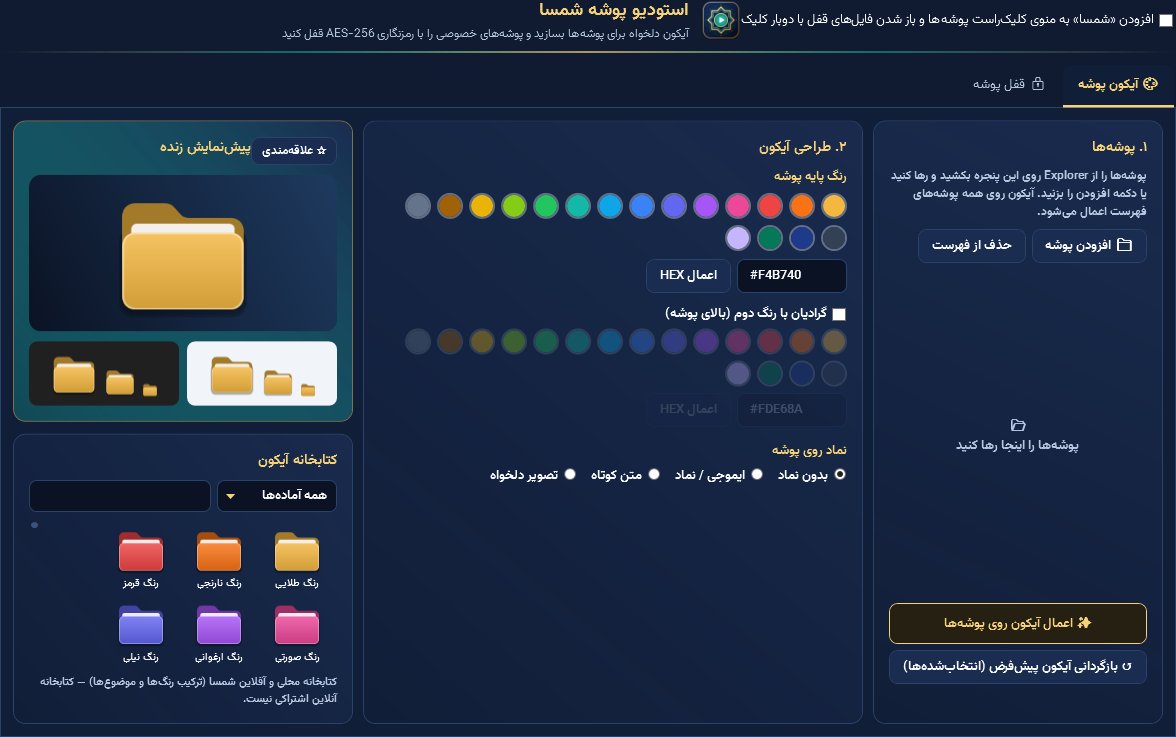 افزودن «شمسا» به منوی کلیک‌راست پوشه‌ها و باز شدن فایل‌های قفل با دوبار کلیک
استودیو پوشه شمسا
آیکون دلخواه برای پوشه‌ها بسازید و پوشه‌های خصوصی را با رمزنگاری AES-256 قفل کنید
آیکون پوشه
قفل پوشه
۱. پوشه‌ها
پوشه‌ها را از Explorer روی این پنجره بکشید و رها کنید
یا دکمه افزودن را بزنید. آیکون روی همه پوشه‌های
فهرست اعمال می‌شود.
افزودن پوشه
حذف از فهرست
پوشه‌ها را اینجا رها کنید
اعمال آیکون روی پوشه‌ها
بازگردانی آیکون پیش‌فرض (انتخاب‌شده‌ها)
۲. طراحی آیکون
رنگ پایه پوشه
#F4B740
اعمال HEX
گرادیان با رنگ دوم (بالای پوشه)
#FDE68A
اعمال HEX
نماد روی پوشه
بدون نماد
ایموجی / نماد
متن کوتاه
تصویر دلخواه
پیش‌نمایش زنده
☆ علاقه‌مندی
کتابخانه آیکون
همه آماده‌ها
رنگ طلایی
رنگ نارنجی
رنگ قرمز
رنگ صورتی
رنگ ارغوانی
رنگ نیلی
کتابخانه محلی و آفلاین شمسا (ترکیب رنگ‌ها و موضوع‌ها) — کتابخانه
آنلاین اشتراکی نیست.